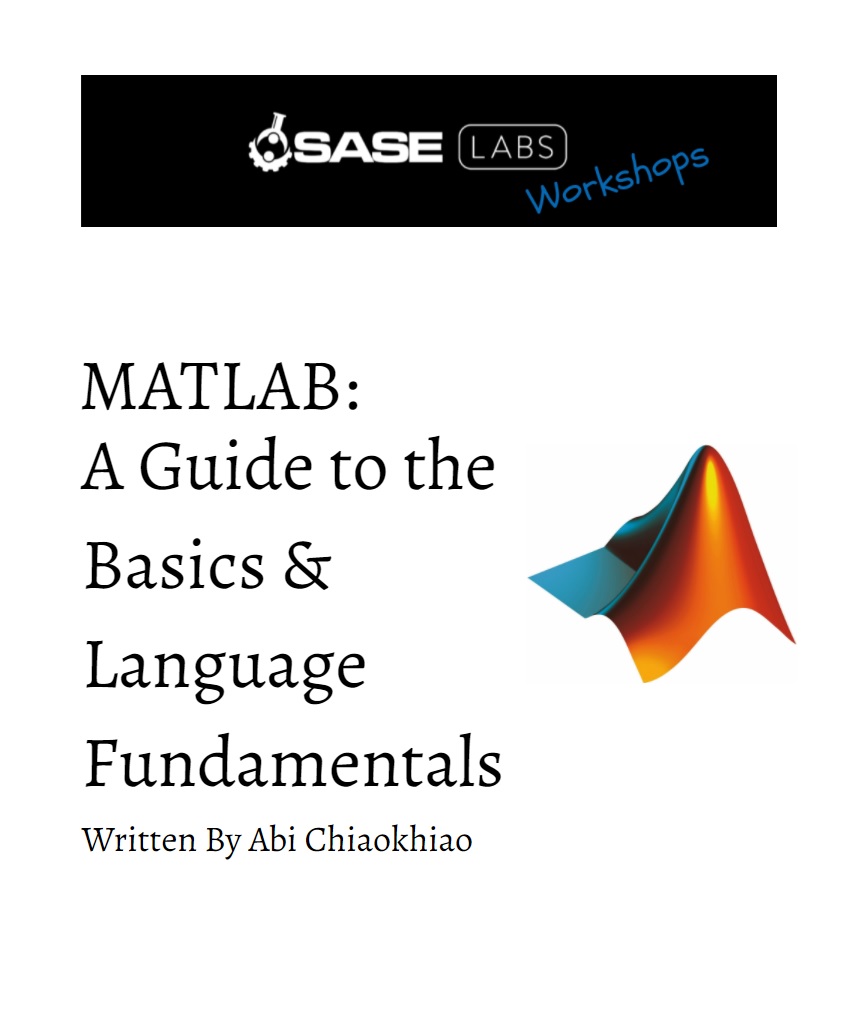 SASE LABS
Workshops
MATLAB:
A Guide to the
Basics &
Language
Fundamentals
Written By Abi Chiaokhiao